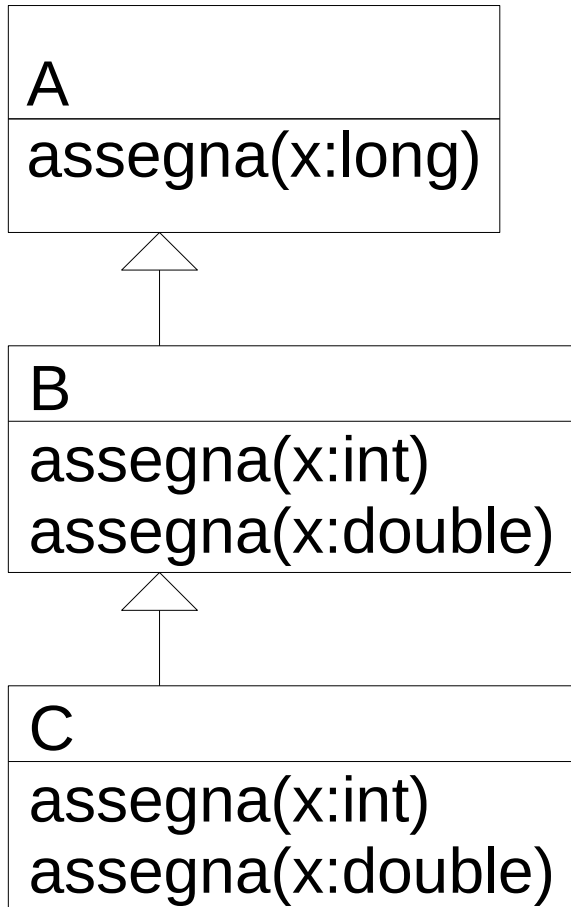 A
assegna(x:long)
B
assegna(x:int)
assegna(x:double)
C
assegna(x:int)
assegna(x:double)